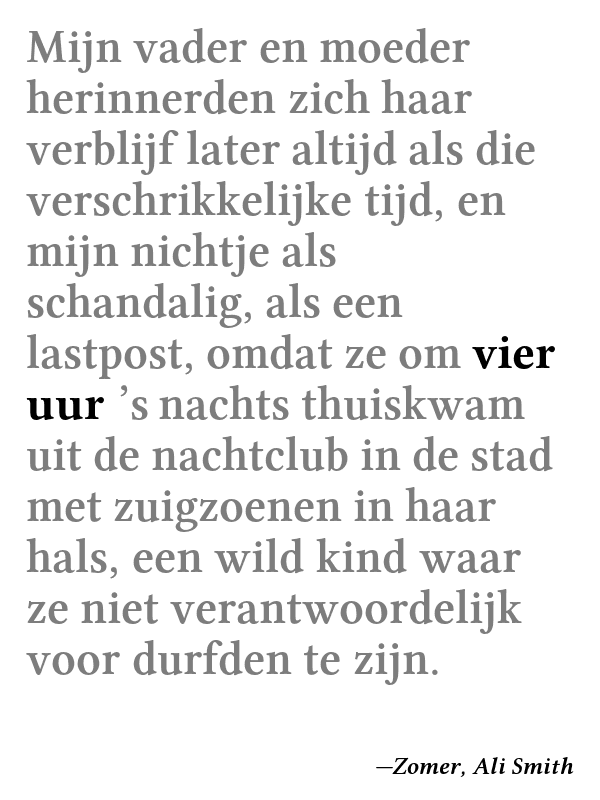 Mijn vader en moeder
herinnerden zich haar
verblijf later altijd als die
verschrikkelijke tijd, en
mijn nichtje als
schandalig, als een
lastpost, omdat ze om vier
uur ’s nachts thuiskwam
uit de nachtclub in de stad
met zuigzoenen in haar
hals, een wild kind waar
ze niet verantwoordelijk
voor durfden te zijn.
—Zomer, Ali Smith